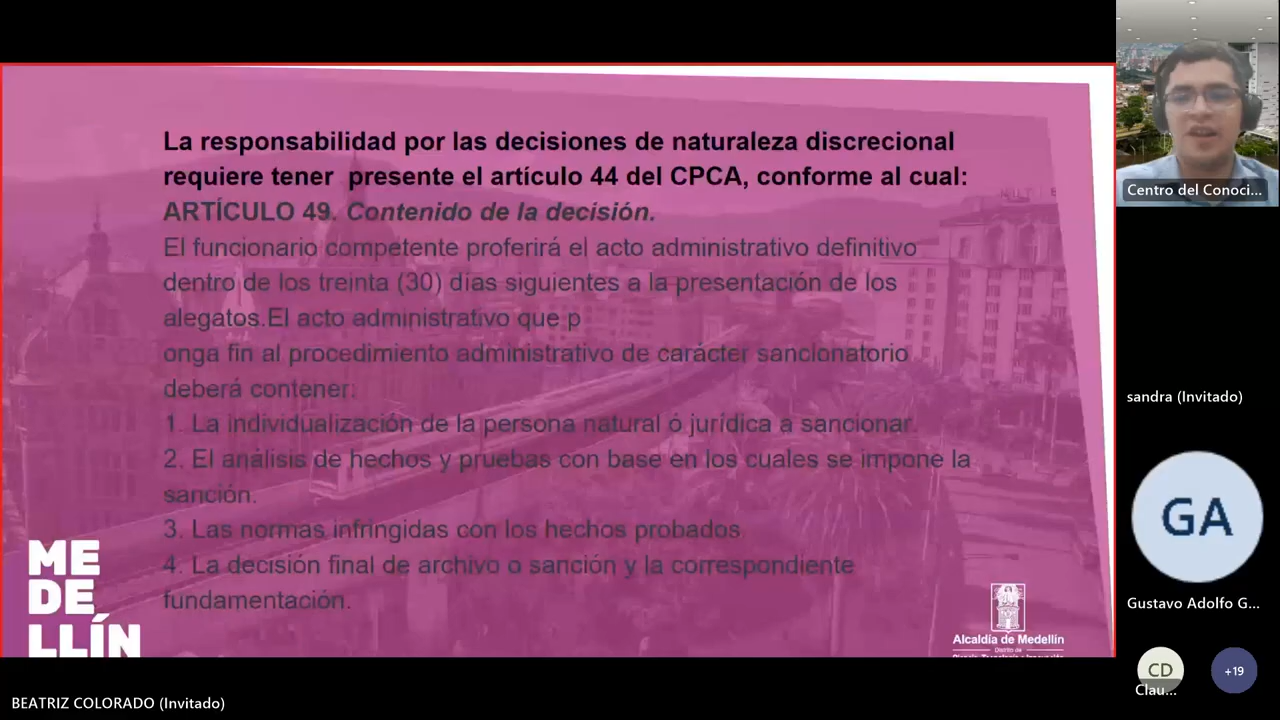 La responsabilidad por las decisiones de naturaleza discrecional
requiere tener presente el artículo 44 del CPCA, conforme al cual:
ARTÍCULO 49. Contenido de la decisión.
El funcionario competente proferirá el acto administrativo definitivo
dentro de los treinta (30) días siguientes a la presentación de los
alegatos.El acto administrativo que p
onga fin al procedimiento administrativo de carácter sancionatorio
deberá contener:
1. La individualización de la persona natural ó jurídica a sancionar.
2. El análisis de hechos y pruebas con base en los cuales se impone la
sanción.
3. Las normas infringidas con los hechos probados
4. La decisión final de archivo o sanción y la correspondiente
fundamentación.
ME
DE
LLÍN
Alcaldía de Medellín
Distrito de
Ciencia, Tecnología e Innovación
BEATRIZ COLORADO (Invitado)
Centro del Conoci...
sandra (Invitado)
GA
Gustavo Adolfo G...
CD
Clau...
+19